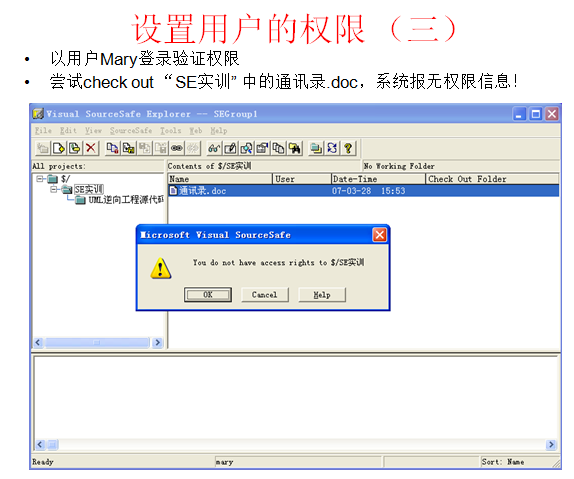 设置用户的权限（三）
• 以用户Mary登录验证权限
• 尝试check out “SE实训” 中的通讯录.doc，系统报无权限信息！
Visual SourceSafe Explorer -- SEGroup1
File Edit View SourceSafe Tools Web Help
All projects:
Contents of $/SE实训
No Working Folder
$/
SE实训
UML逆向工程源代码
Name User Date-Time Check Out Folder
通讯录.doc 07-03-28 15:53
Microsoft Visual SourceSafe
You do not have access rights to $/SE实训
OK Cancel Help
Ready mary Sort: Name